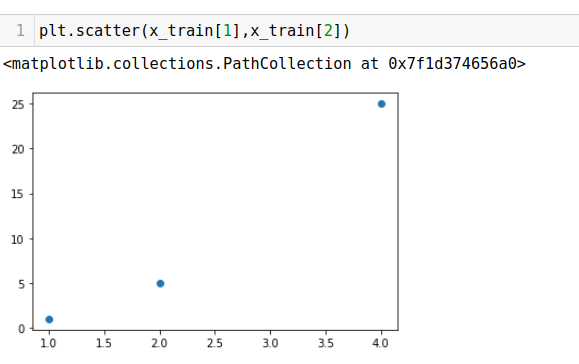 1 plt.scatter(x_train[1],x_train[2])
<matplotlib.collections.PathCollection at 0x7f1d374656a0>
25
20
15
10
5
0
1.0 1.5 2.0 2.5 3.0 3.5 4.0